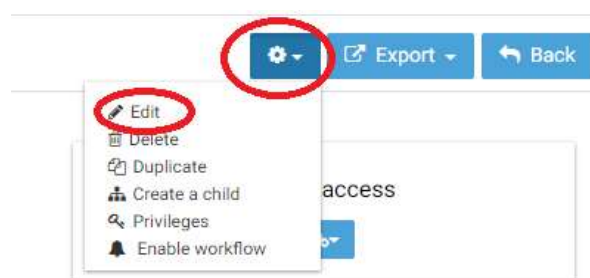 Export Back
Edit
Delete
Duplicate
Create a child
access
Privileges
Enable workflow